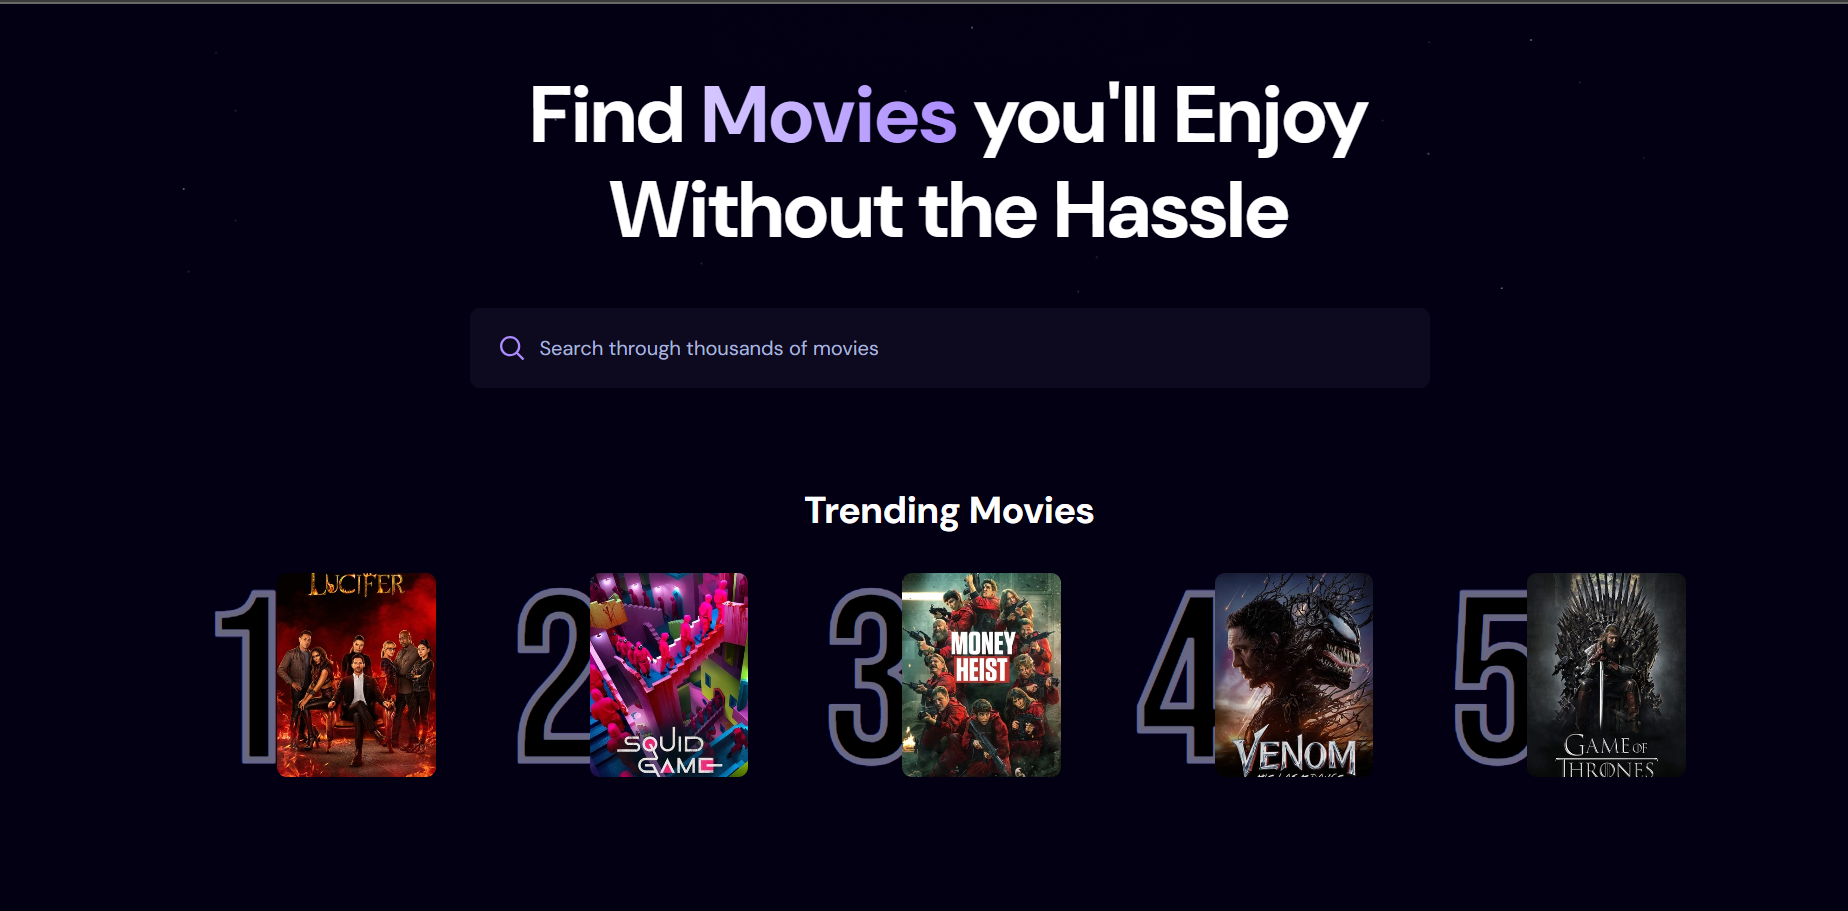 Find Movies you'll Enjoy
Without the Hassle
Search through thousands of movies
Trending Movies
1
LUCIFER
2
SQUID
GAME
3
MONEY
HEIST
4
VENOM
5
GAME OF
THRONES